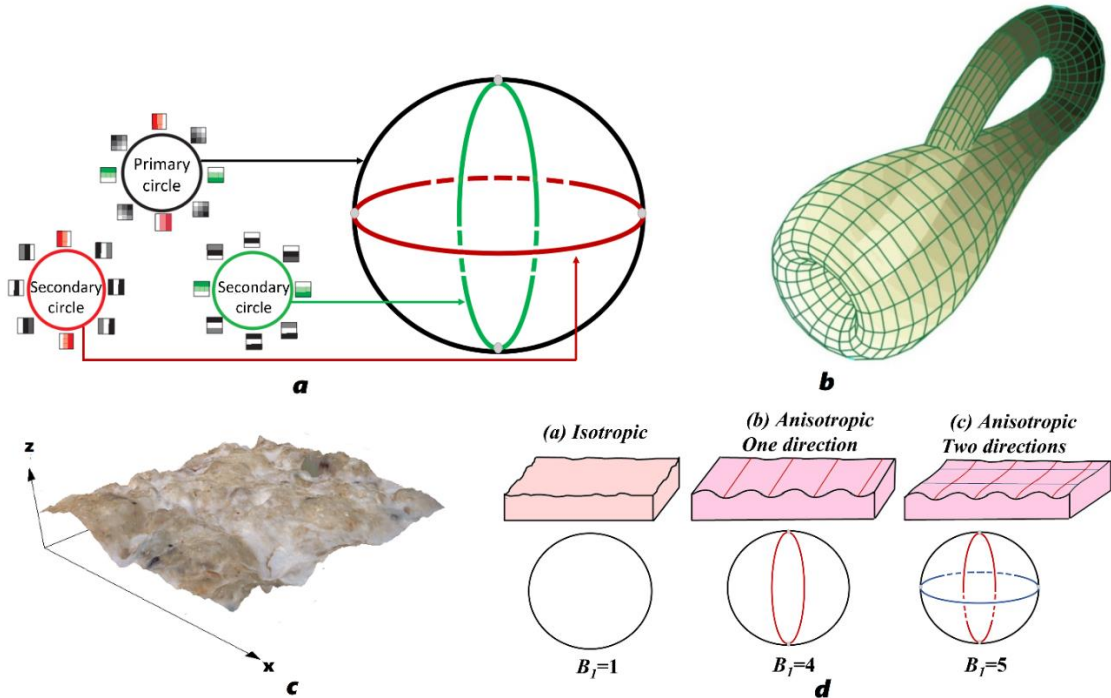 Primary
circle
Secondary
circle
Secondary
circle
a
b
z
x
c
(a) Isotropic
(b) Anisotropic
One direction
(c) Anisotropic
Two directions
B₁=1
B₁=4
B₁=5
d